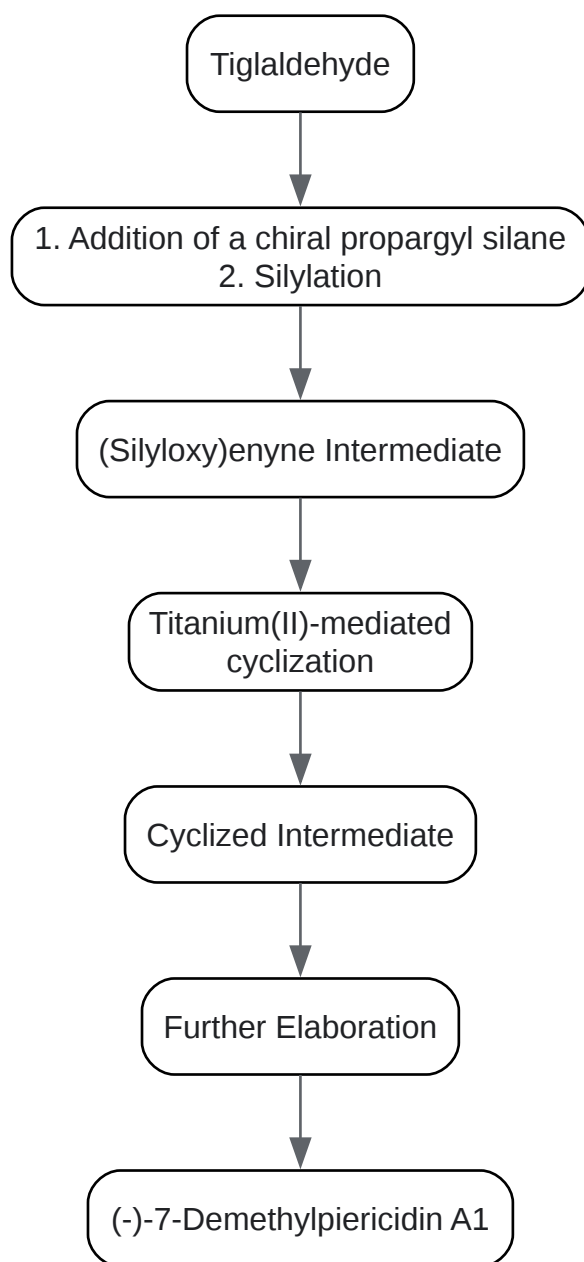 Tiglaldehyde
1. Addition of a chiral propargyl silane
2. Silylation
(Silyloxy)enyne Intermediate
Titanium(II)-mediated
cyclization
Cyclized Intermediate
Further Elaboration
(-)-7-Demethylpiericidin A1